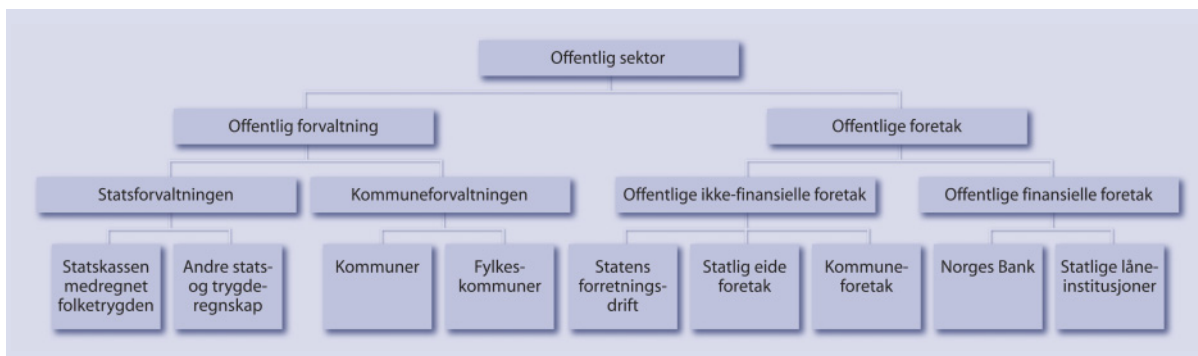 Offentlig sektor
Offentlig forvaltning
Offentlige foretak
Statsforvaltningen
Kommuneforvaltningen
Offentlige ikke-finansielle foretak
Offentlige finansielle foretak
Statskassen
medregnet
folketrygden
Andre stats-
og trygde-
regnskap
Kommuner
Fylkes-
kommuner
Statens
forretnings-
drift
Statlig eide
foretak
Kommune-
foretak
Norges Bank
Statlige låne-
institusjoner